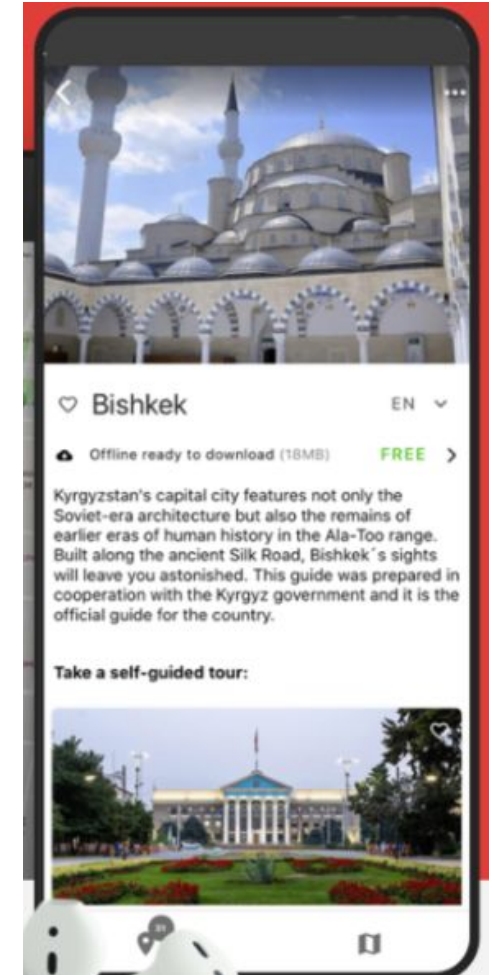 Bishkek
EN
Offline ready to download (18MB)
FREE
Kyrgyzstan's capital city features not only the
Soviet-era architecture but also the remains of
earlier eras of human history in the Ala-Too range.
Built along the ancient Silk Road, Bishkek´s sights
will leave you astonished. This guide was prepared in
cooperation with the Kyrgyz government and it is the
official guide for the country.
Take a self-guided tour:
31